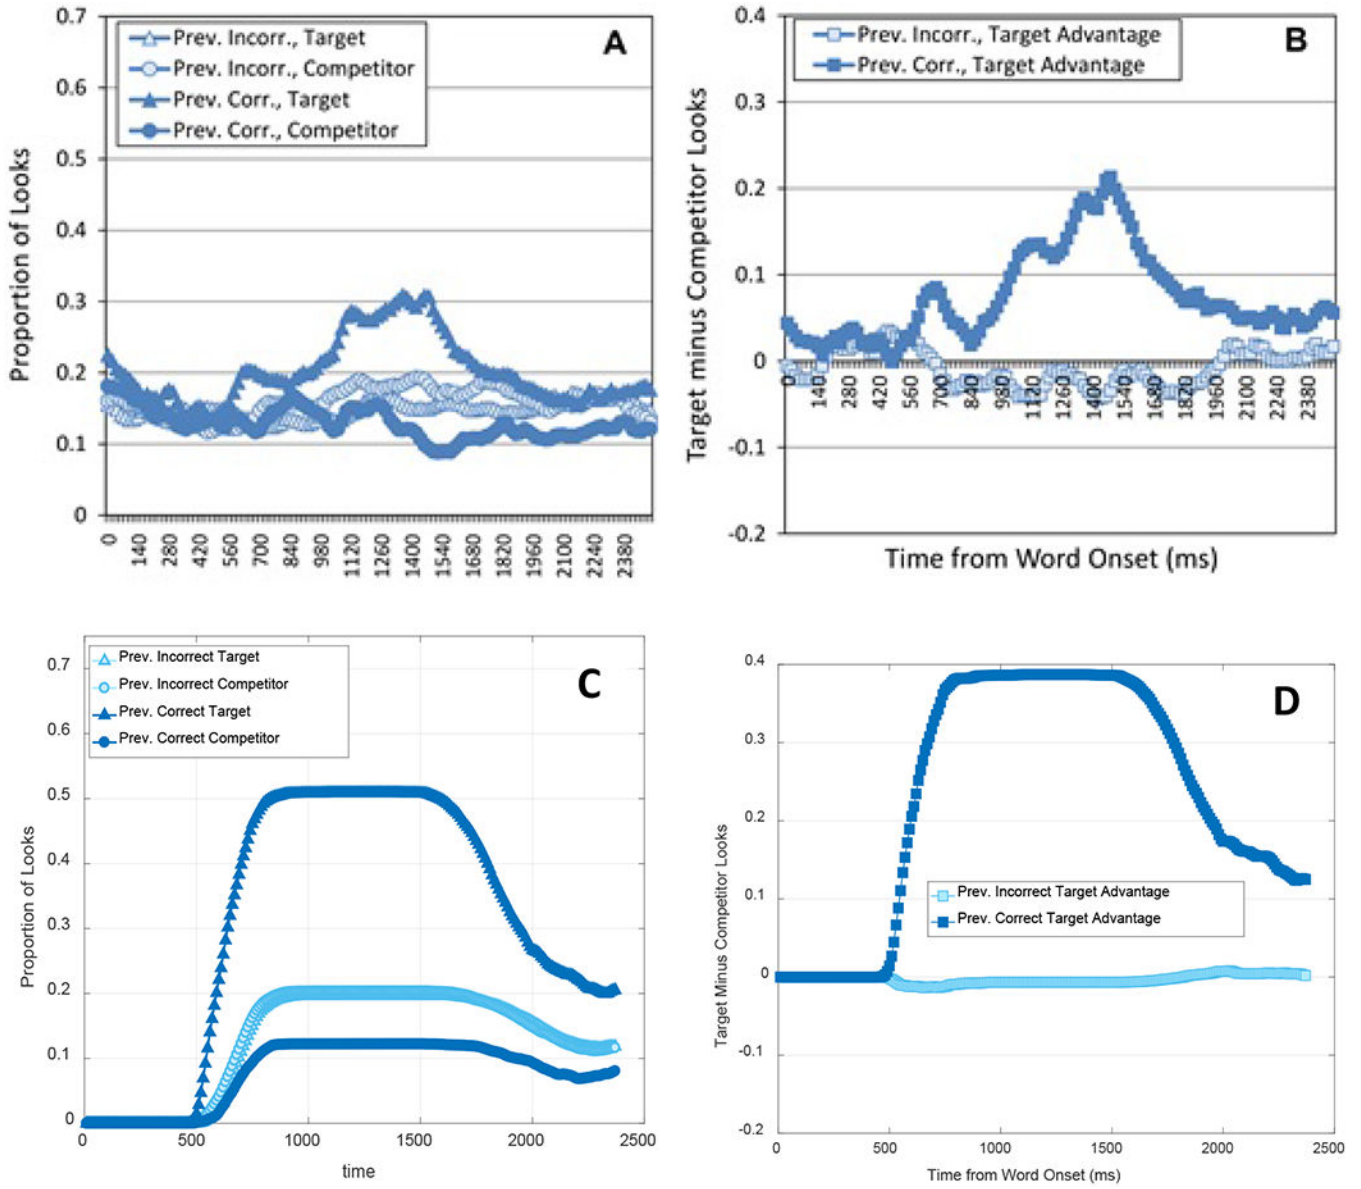 A
Prev. Incorr., Target
Prev. Incorr., Competitor
Prev. Corr., Target
Prev. Corr., Competitor
Proportion of Looks
0.7
0.6
0.5
0.4
0.3
0.2
0.1
0
0 140 280 420 560 700 840 980 1120 1260 1400 1540 1680 1820 1960 2100 2240 2380
B
Prev. Incorr., Target Advantage
Prev. Corr., Target Advantage
Target minus Competitor Looks
0.4
0.3
0.2
0.1
0
-0.1
-0.2
0 140 280 420 560 700 840 980 1120 1260 1400 1540 1680 1820 1960 2100 2240 2380
Time from Word Onset (ms)
C
Prev. Incorrect Target
Prev. Incorrect Competitor
Prev. Correct Target
Prev. Correct Competitor
Proportion of Looks
0.7
0.6
0.5
0.4
0.3
0.2
0.1
0
0 500 1000 1500 2000 2500
time
D
Prev. Incorrect Target Advantage
Prev. Correct Target Advantage
Target Minus Competitor Looks
0.4
0.3
0.2
0.1
0
-0.1
-0.2
0 500 1000 1500 2000 2500
Time from Word Onset (ms)